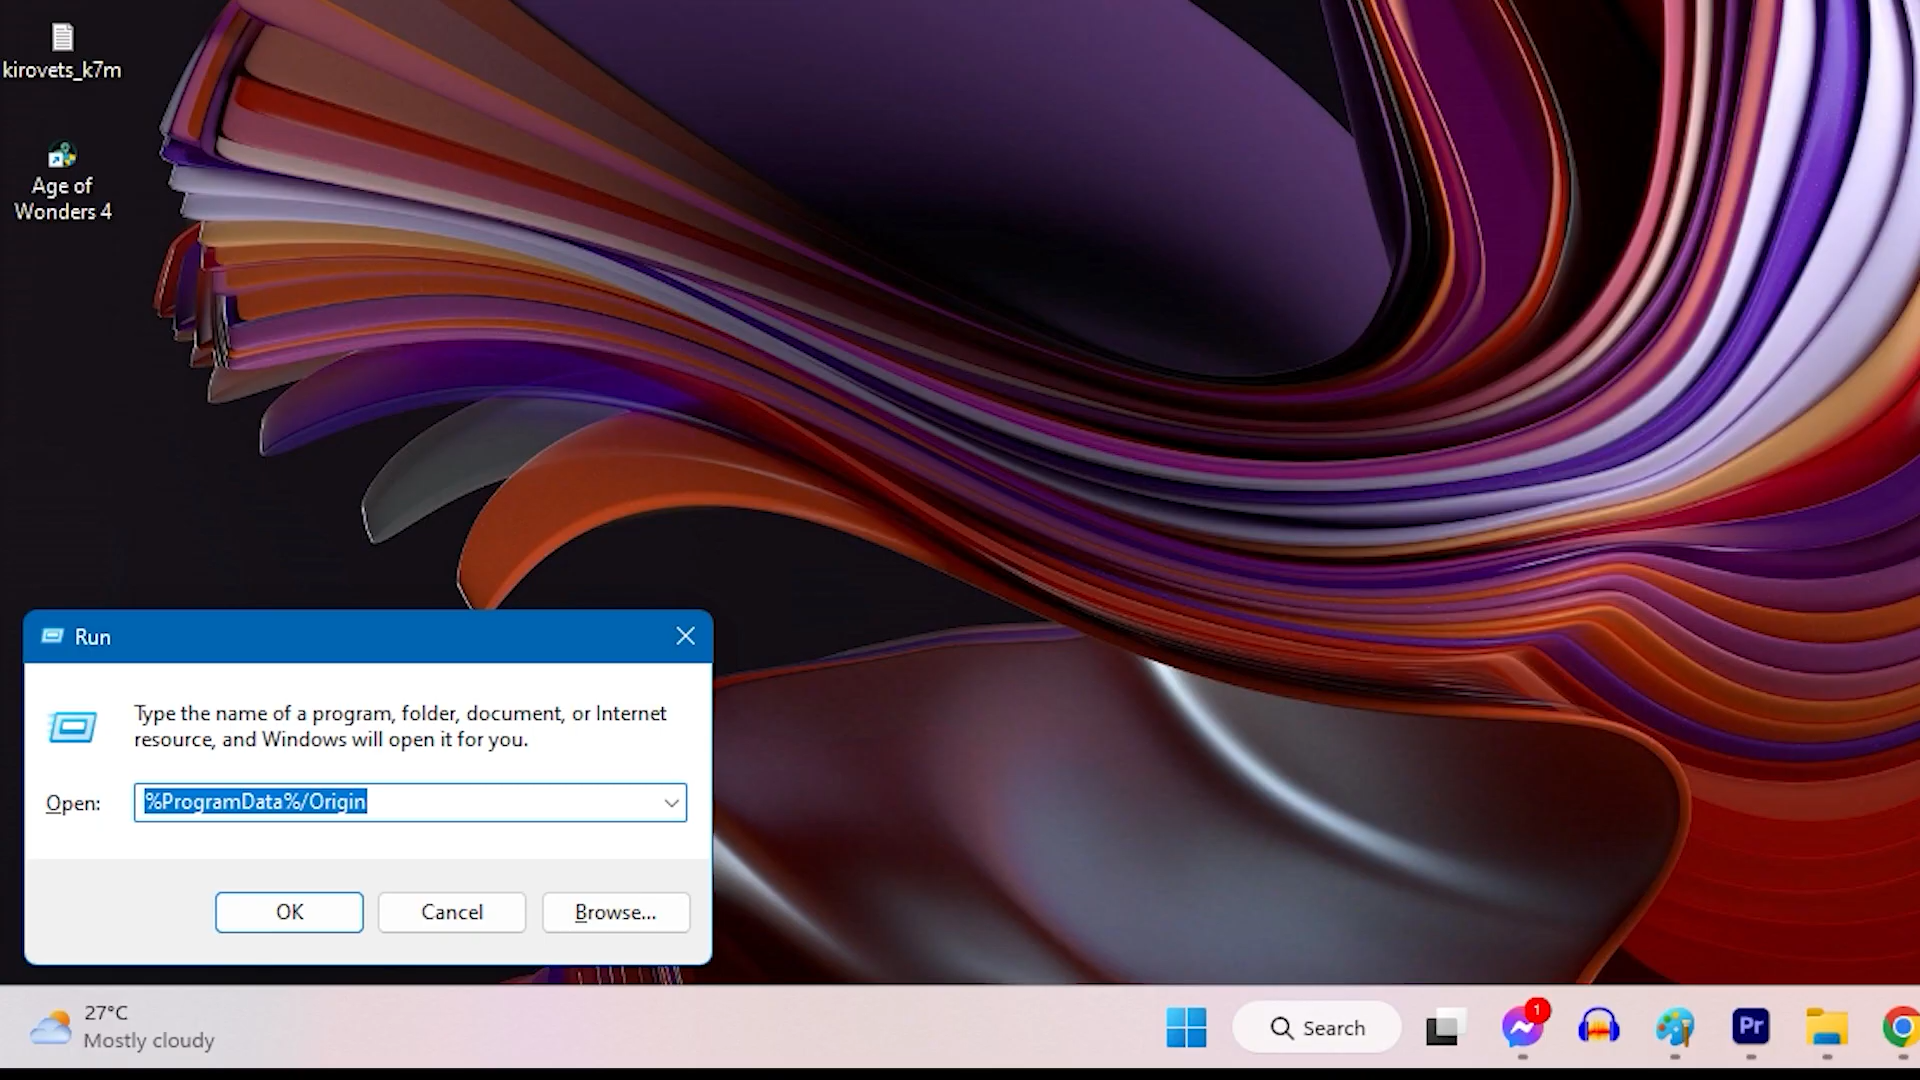 kirovets_k7m
Age of
Wonders 4
Run
Type the name of a program, folder, document, or Internet
resource, and Windows will open it for you.
Open:
%ProgramData%/Origin
OK
Cancel
Browse...
27°C
Mostly cloudy
Search
1
Pr